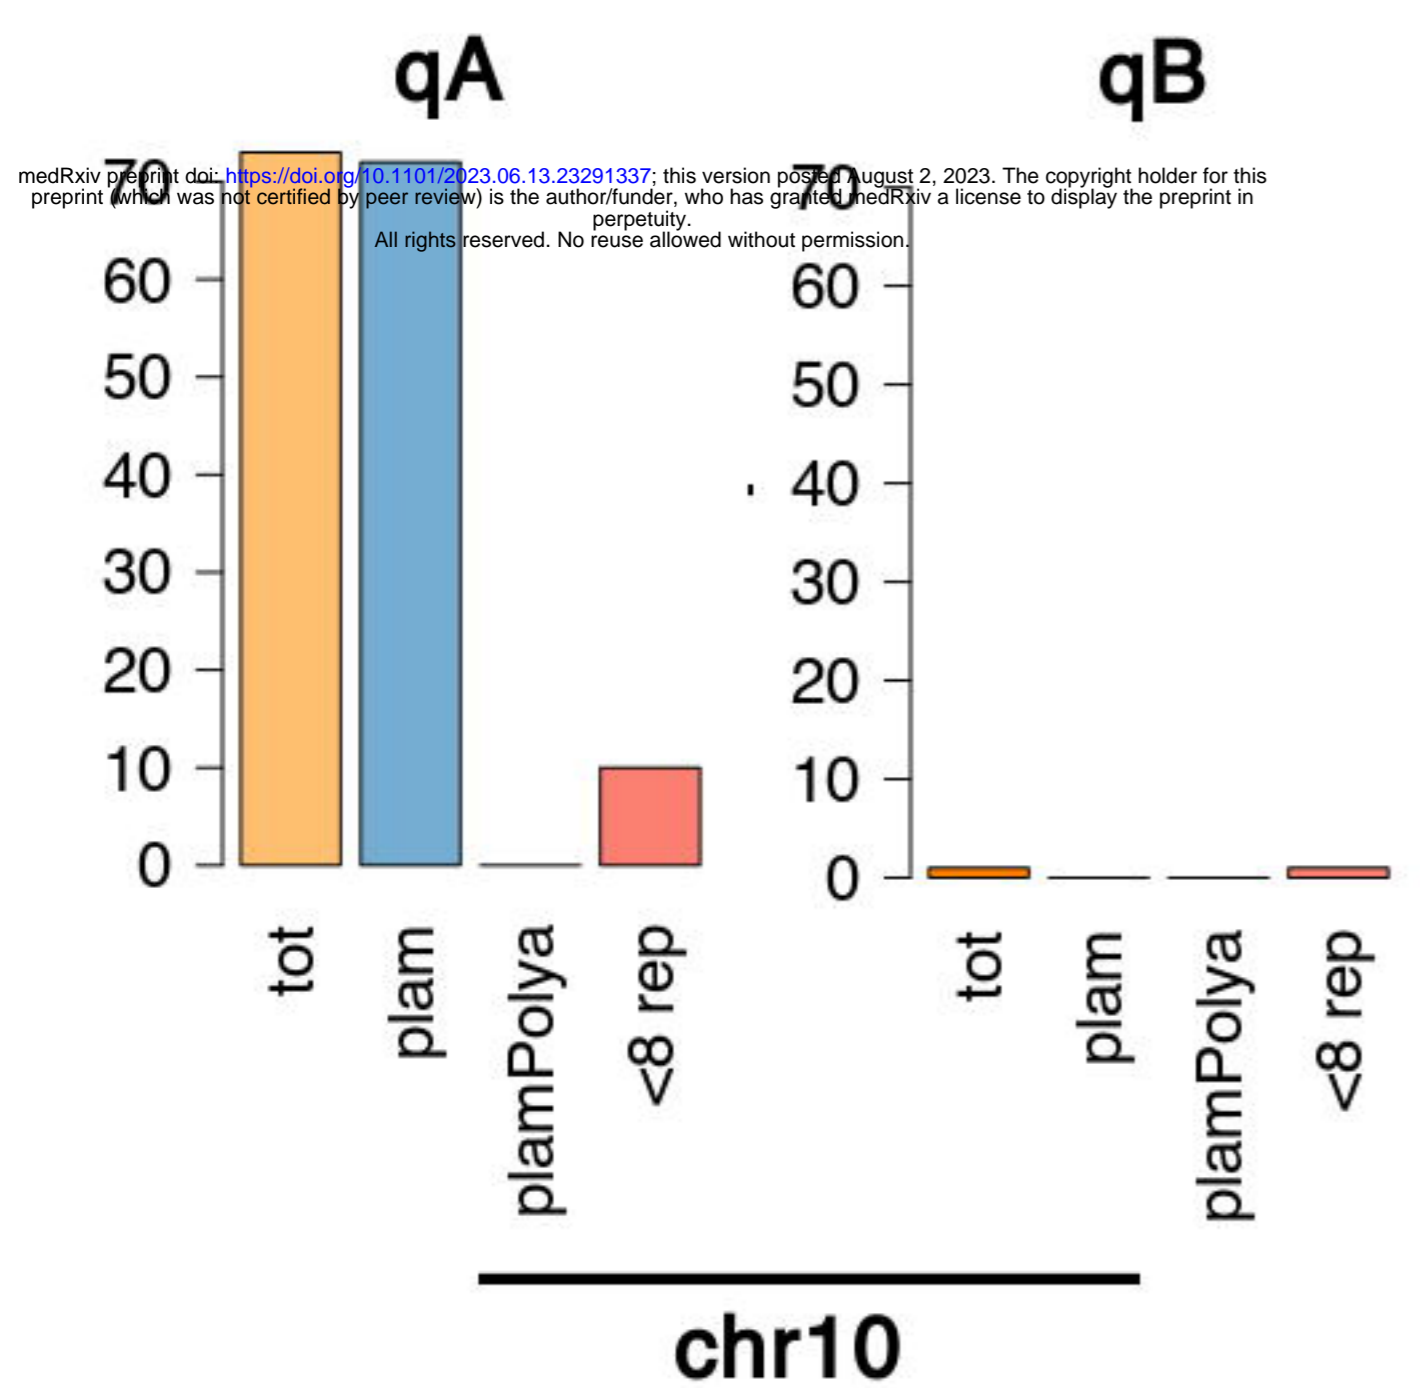 qA
qB
medRxiv preprint doi: https://doi.org/10.1101/2023.06.13.23291337; this version posted August 2, 2023. The copyright holder for this
preprint (which was not certified by peer review) is the author/funder, who has granted medRxiv a license to display the preprint in
perpetuity.
All rights reserved. No reuse allowed without permission.
70
60
50
40
30
20
10
0
tot
plam
plamPolya
<8 rep
70
60
50
40
30
20
10
0
tot
plam
plamPolya
<8 rep
chr10